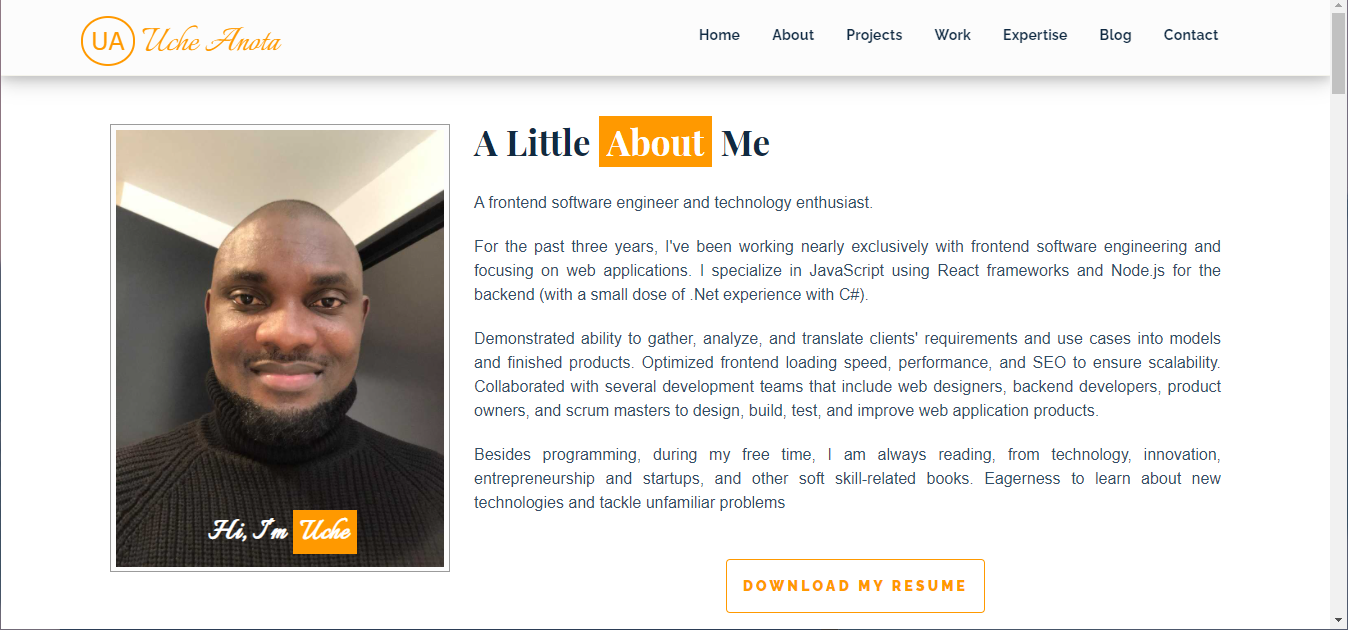 UA Uche Anota
Home About Projects Work Expertise Blog Contact
A Little About Me
A frontend software engineer and technology enthusiast.
For the past three years, I've been working nearly exclusively with frontend software engineering and
focusing on web applications. I specialize in JavaScript using React frameworks and Node.js for the
backend (with a small dose of .Net experience with C#).
Demonstrated ability to gather, analyze, and translate clients' requirements and use cases into models
and finished products. Optimized frontend loading speed, performance, and SEO to ensure scalability.
Collaborated with several development teams that include web designers, backend developers, product
owners, and scrum masters to design, build, test, and improve web application products.
Besides programming, during my free time, I am always reading, from technology, innovation,
entrepreneurship and startups, and other soft skill-related books. Eagerness to learn about new
technologies and tackle unfamiliar problems
Hi, I'm Uche
DOWNLOAD MY RESUME